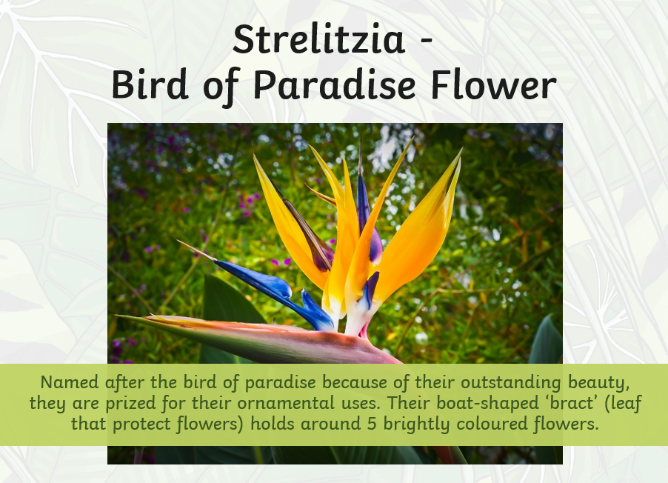 Strelitzia -
Bird of Paradise Flower
Named after the bird of paradise because of their outstanding beauty,
they are prized for their ornamental uses. Their boat-shaped ‘bract’ (leaf
that protect flowers) holds around 5 brightly coloured flowers.